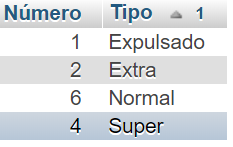 Número Tipo 1
1 Expulsado
2 Extra
6 Normal
4 Super